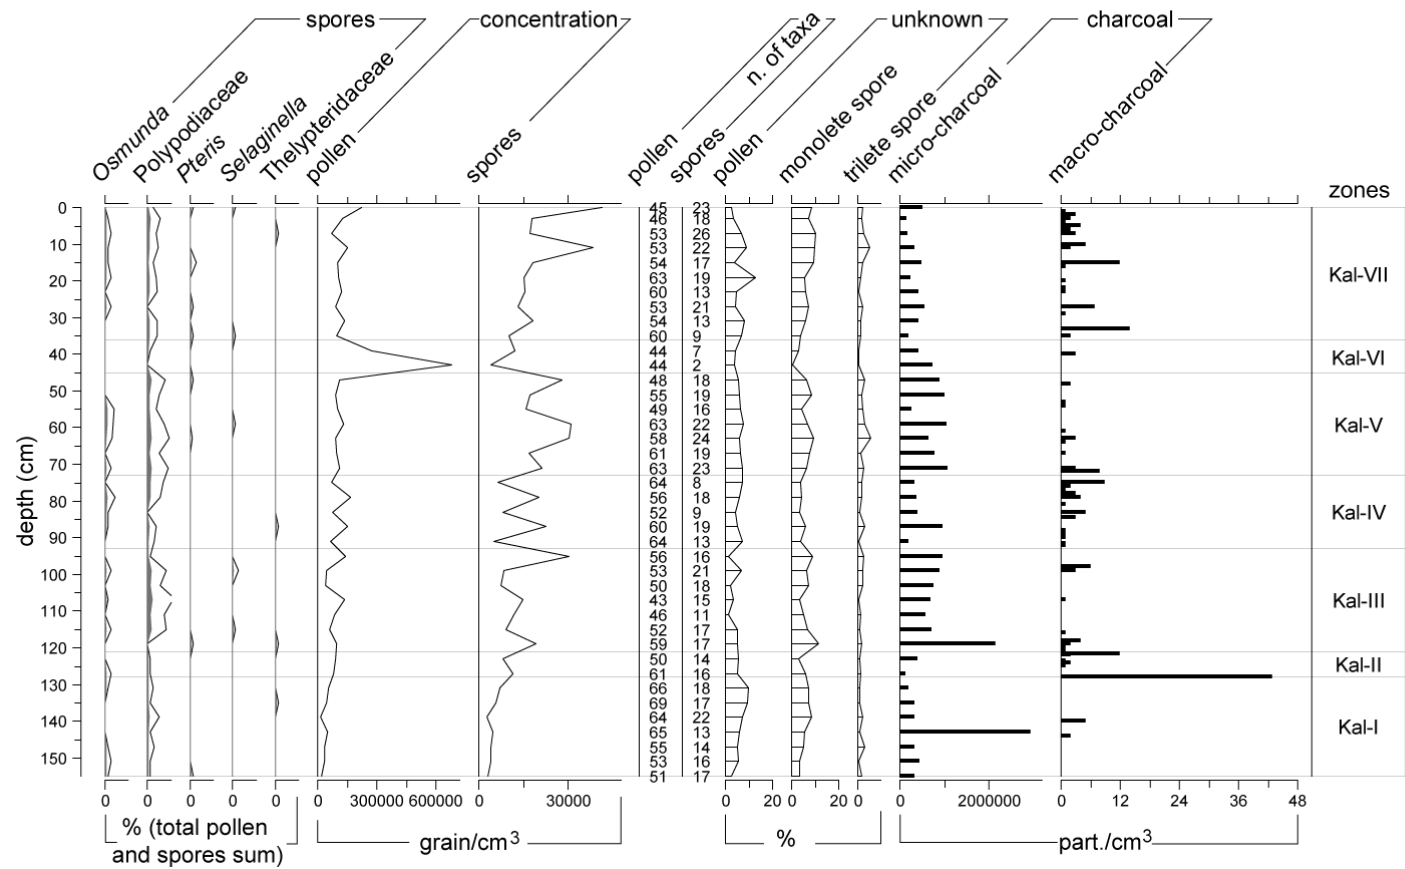 spores concentration unknown charcoal
n. of taxa
Osmunda
Polypodiaceae
Pteris
Selaginella
Thelypteridaceae
pollen
spores
pollen
spores
pollen
monolete spore
trilete spore
micro-charcoal
macro-charcoal
zones
0 45 23
46 18
53 26
10 53 22
54 17
20 63 19 Kal-VII
60 13
53 21
30 54 13
60 9
40 44 7 Kal-VI
44 2
48 18
50 55 19
49 16
60 63 22 Kal-V
58 24
61 19
70 63 23
64 8
80 56 18
52 9 Kal-IV
60 19
90 64 13
56 16
100 53 21
50 18
43 15 Kal-III
110 46 11
52 17
120 59 17
50 14 Kal-II
61 16
130 66 18
69 17
140 64 22 Kal-I
65 13
55 14
150 53 16
51 17
depth (cm)
0 0 0 0 0 0 300000 600000 0 30000 0 20 0 20 0 0 2000000 0 12 24 36 48
% (total pollen
and spores sum)
grain/cm³ % part./cm³